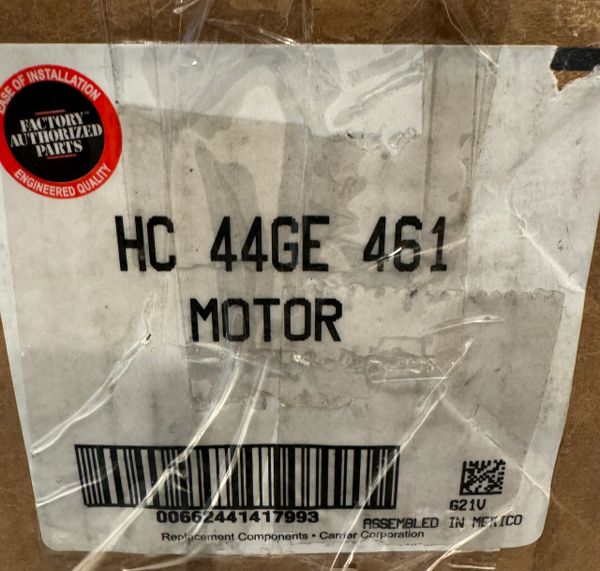 EASE OF INSTALLATION
FACTORY
AUTHORIZED
PARTS
ENGINEERED QUALITY
HC 44GE 461
MOTOR
00662441417993
G21V
ASSEMBLED IN MEXICO
Replacement Components • Carrier Corporation